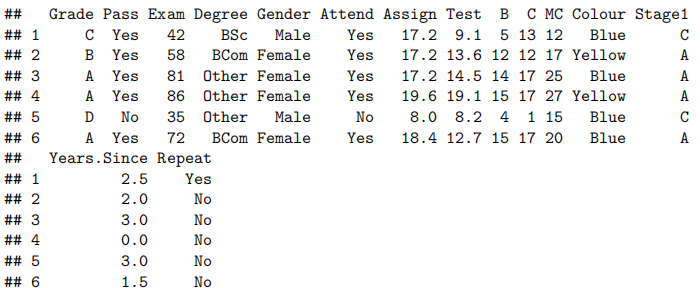 ##   Grade Pass Exam Degree Gender Attend Assign Test  B  C MC Colour Stage1
## 1     C  Yes   42    BSc   Male    Yes   17.2  9.1  5 13 12   Blue      C
## 2     B  Yes   58   BCom Female    Yes   17.2 13.6 12 12 17 Yellow      A
## 3     A  Yes   81  Other Female    Yes   17.2 14.5 14 17 25   Blue      A
## 4     A  Yes   86  Other Female    Yes   19.6 19.1 15 17 27 Yellow      A
## 5     D   No   35  Other   Male     No    8.0  8.2  4  1 15   Blue      C
## 6     A  Yes   72   BCom Female    Yes   18.4 12.7 15 17 20   Blue      A
##   Years.Since Repeat
## 1         2.5    Yes
## 2         2.0     No
## 3         3.0     No
## 4         0.0     No
## 5         3.0     No
## 6         1.5     No